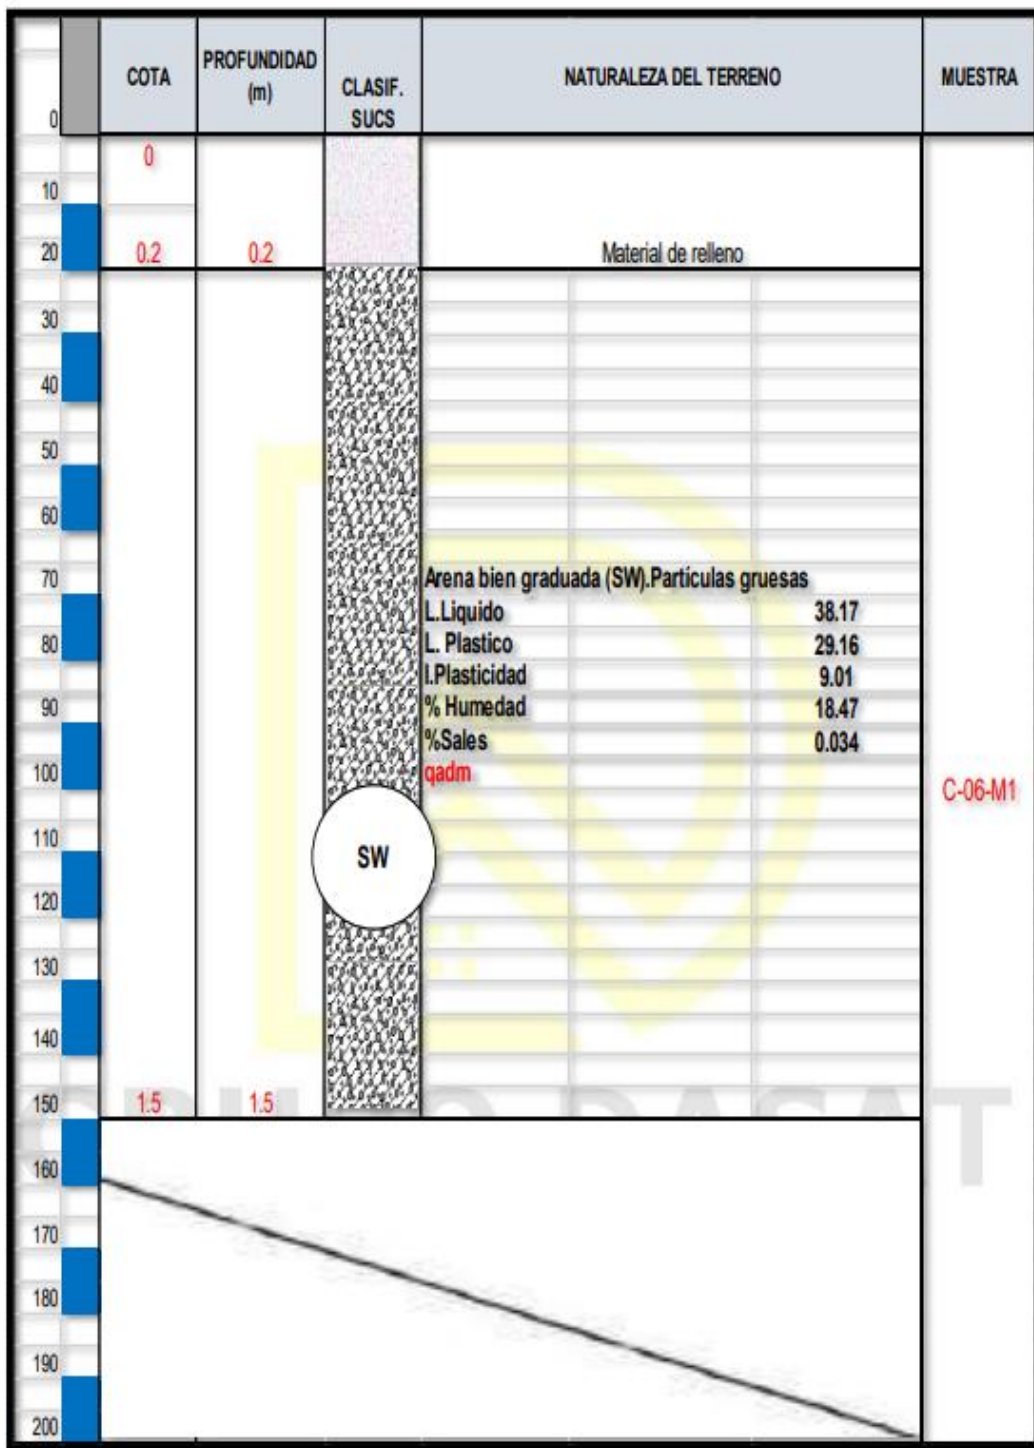 COTA PROFUNDIDAD (m) CLASIF. SUCS NATURALEZA DEL TERRENO MUESTRA
0
0
10
20 0.2 0.2 Material de relleno
30
40
50
60
70 Arena bien graduada (SW).Particulas gruesas
L.Liquido 38.17
80 L. Plastico 29.16
I.Plasticidad 9.01
90 % Humedad 18.47
%Sales 0.034
100 qadm
C-06-M1
110
SW
120
130
140
150 1.5 1.5
GRUPO DASAT
160
170
180
190
200